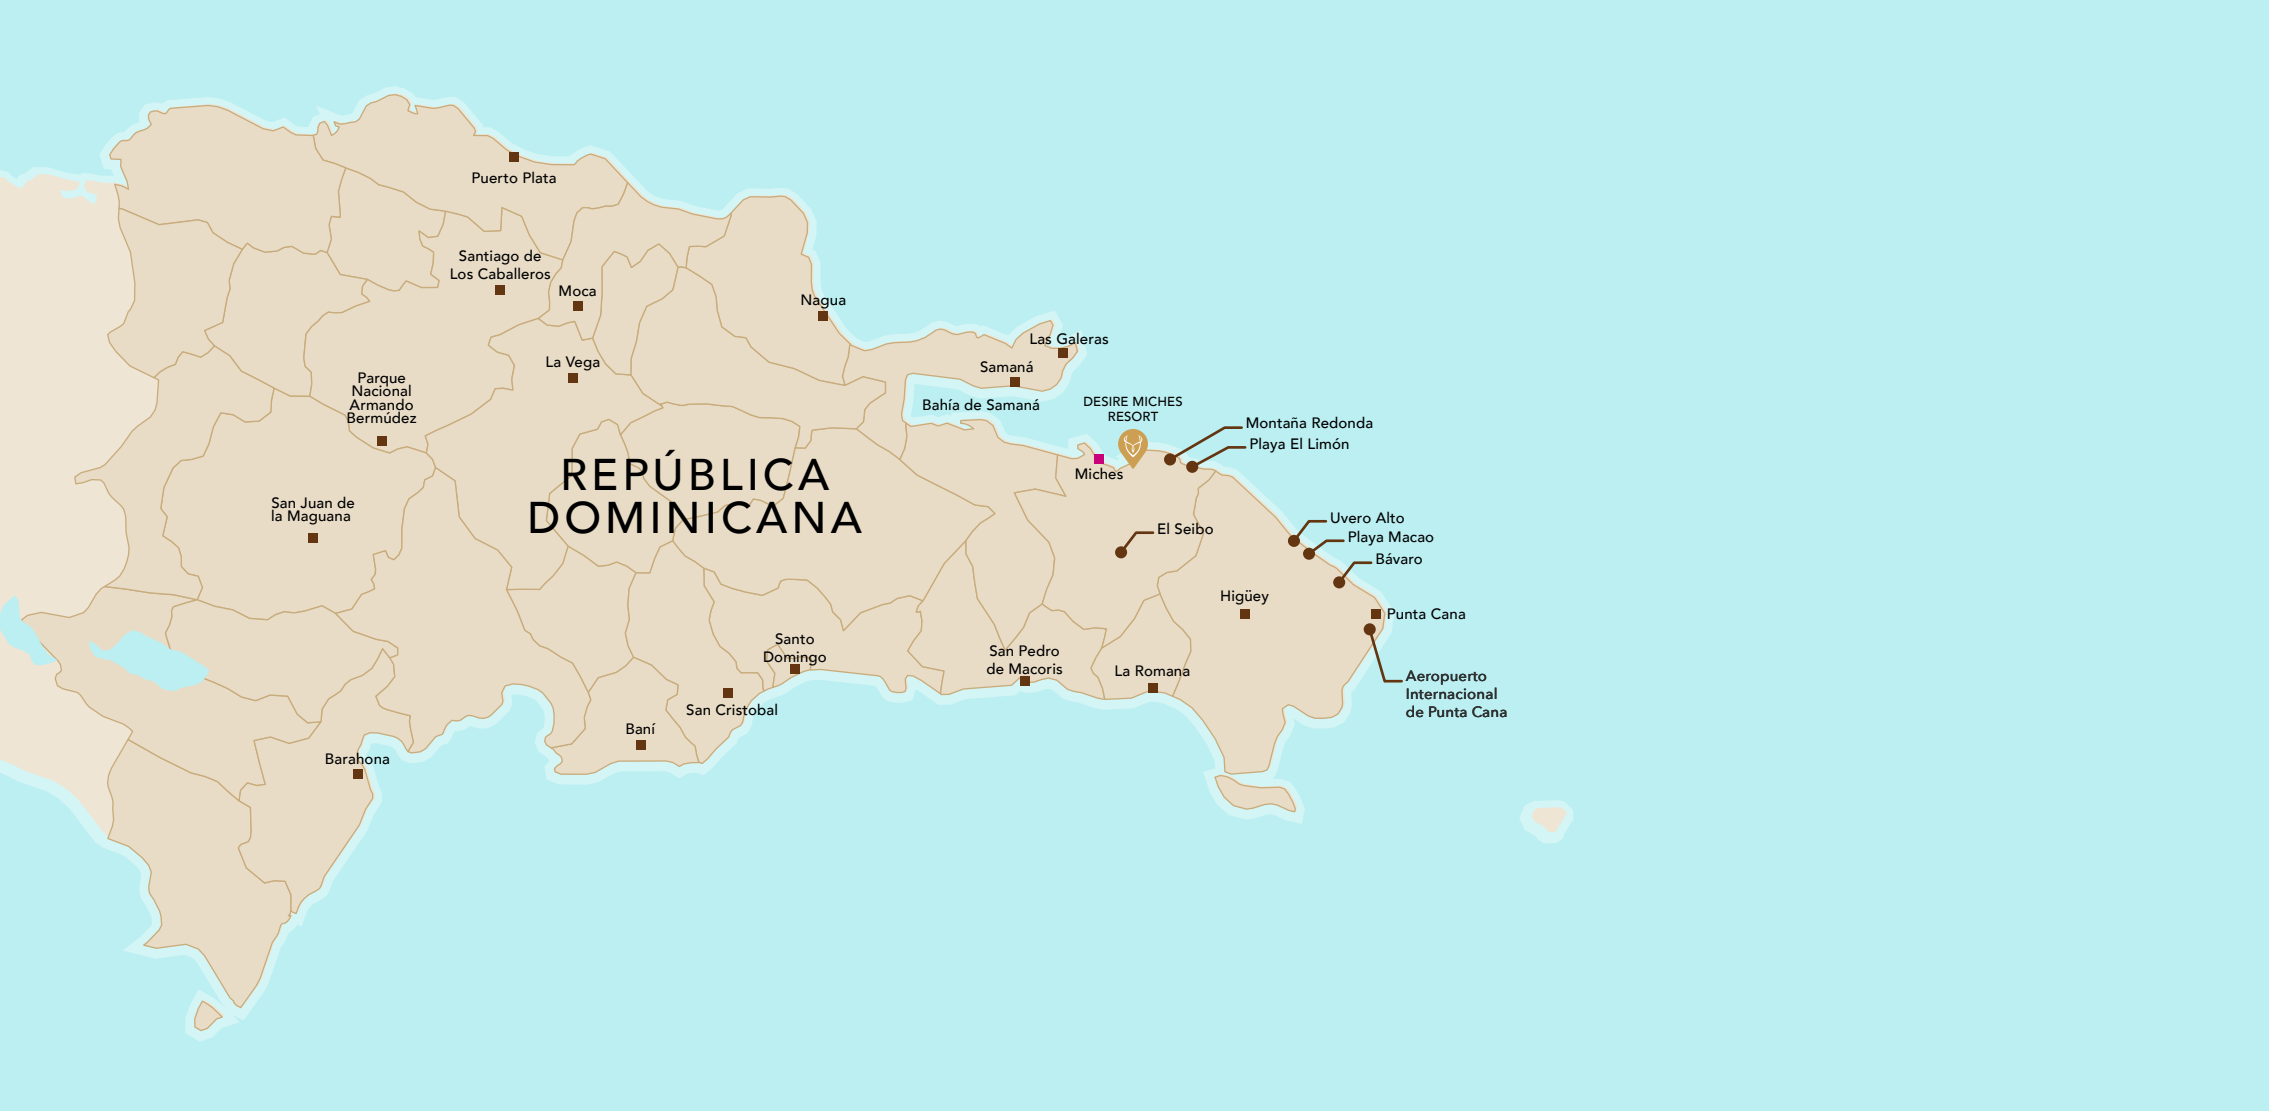 Puerto Plata
Santiago de
Los Caballeros
Moca
Nagua
Las Galeras
La Vega
Samaná
Parque
Nacional
Armando
Bermúdez
Bahía de Samaná
DESIRE MICHES
RESORT
Montaña Redonda
Playa El Limón
Miches
REPÚBLICA
DOMINICANA
San Juan de
la Maguana
El Seibo
Uvero Alto
Playa Macao
Bávaro
Higüey
Punta Cana
Santo
Domingo
San Pedro
de Macoris
La Romana
Aeropuerto
Internacional
de Punta Cana
San Cristobal
Baní
Barahona